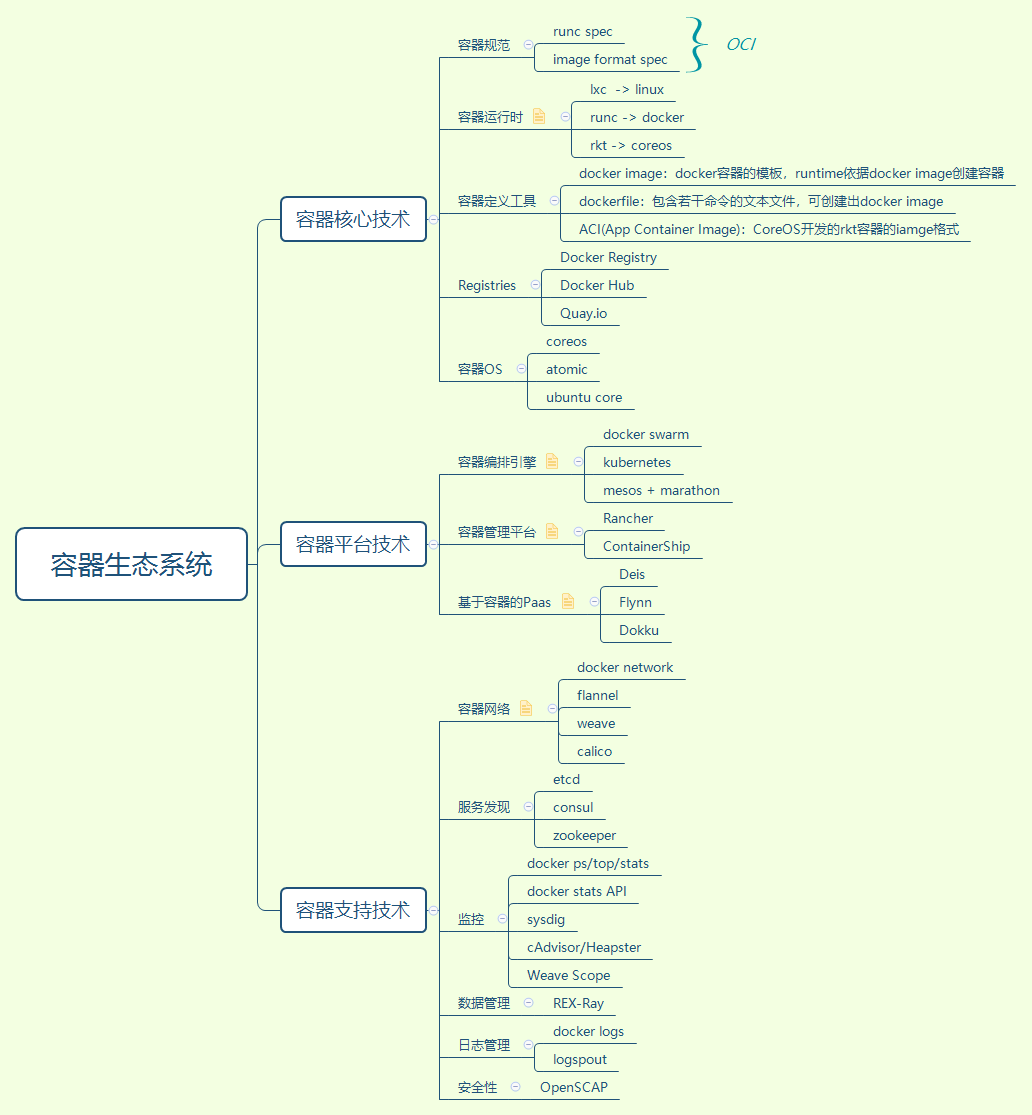 容器生态系统
容器核心技术
容器规范
runc spec
image format spec
OCI
容器运行时
lxc -> linux
runc -> docker
rkt -> coreos
容器定义工具
docker image：docker容器的模板，runtime依据docker image创建容器
dockerfile：包含若干命令的文本文件，可创建出docker image
ACI(App Container Image)：CoreOS开发的rkt容器的iamge格式
Registries
Docker Registry
Docker Hub
Quay.io
容器OS
coreos
atomic
ubuntu core
容器平台技术
容器编排引擎
docker swarm
kubernetes
mesos + marathon
容器管理平台
Rancher
ContainerShip
基于容器的Paas
Deis
Flynn
Dokku
容器支持技术
容器网络
docker network
flannel
weave
calico
服务发现
etcd
consul
zookeeper
监控
docker ps/top/stats
docker stats API
sysdig
cAdvisor/Heapster
Weave Scope
数据管理
REX-Ray
日志管理
docker logs
logspout
安全性
OpenSCAP